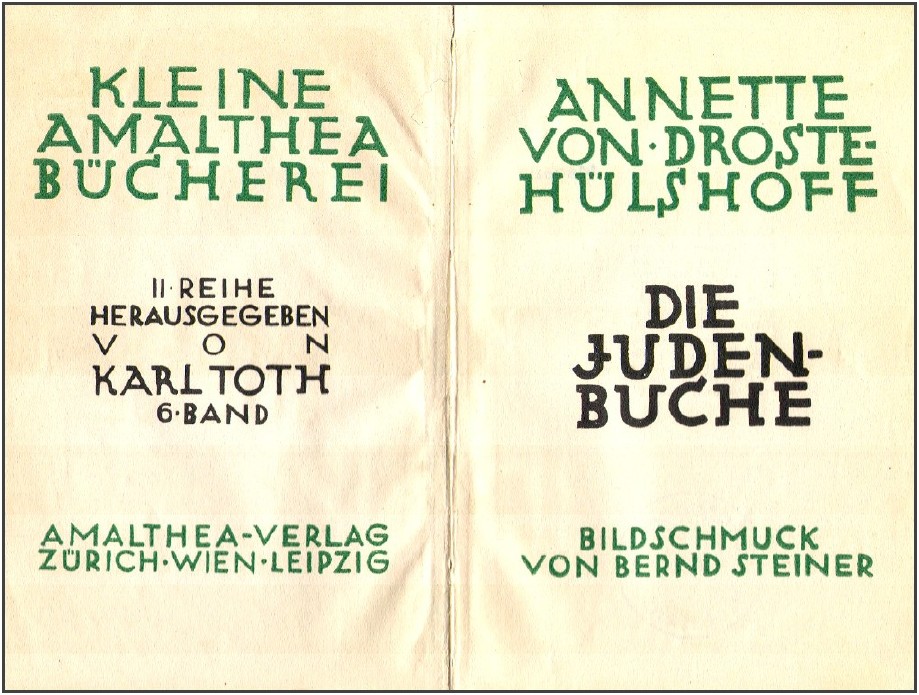 KLEINE
AMALTHEA
BÜCHEREI
II·REIHE
HERAUSGEGEBEN
VON
KARL TOTH
6·BAND
AMALTHEA-VERLAG
ZÜRICH·WIEN·LEIPZIG
ANNETTE
VON·DROSTE-
HÜLSHOFF
DIE
JUDEN-
BUCHE
BILDSCHMUCK
VON BERND STEINER